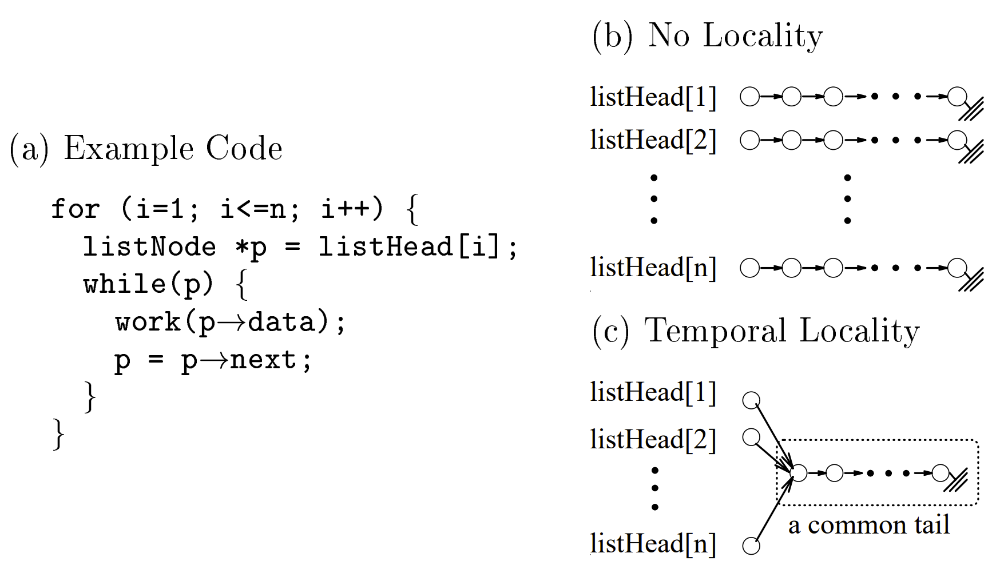 (a) Example Code
for (i=1; i<=n; i++) {
listNode *p = listHead[i];
while(p) {
work(p→data);
p = p→next;
}
}
(b) No Locality
listHead[1]
listHead[2]
listHead[n]
(c) Temporal Locality
listHead[1]
listHead[2]
listHead[n]
a common tail